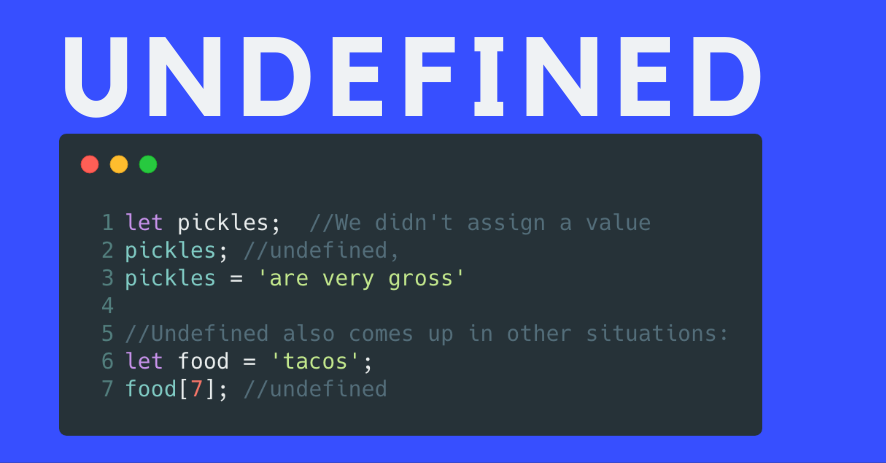 UNDEFINED
1 let pickles;  //We didn't assign a value
2 pickles; //undefined,
3 pickles = 'are very gross'
4
5 //Undefined also comes up in other situations:
6 let food = 'tacos';
7 food[7]; //undefined